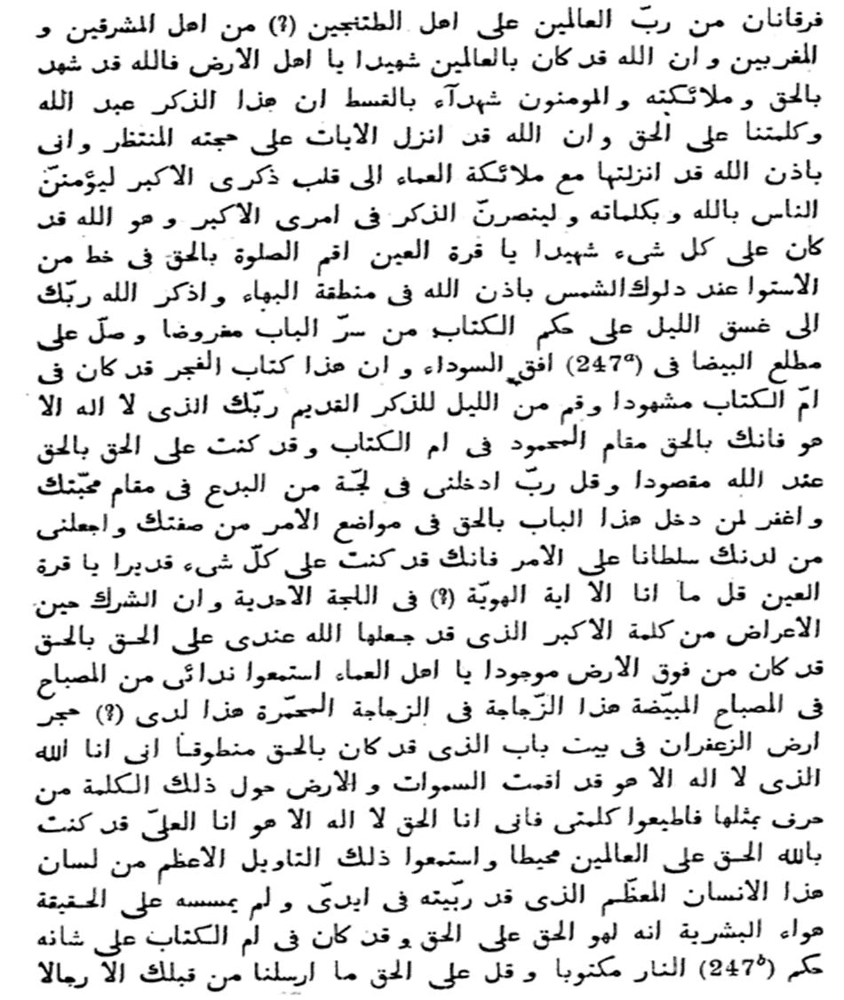 فرقانان من ربّ العالمين على اهل الطتنجين (؟) من اهل المشرقين و
المغربين و ان الله قد كان بالعالمين شهيدا يا اهل الارض فالله قد شهد
بالحق و ملائكته و المومنون شهدآء بالقسط ان هذا الذكر عبد الله
وكلمتنا على الحق و ان الله قد انزل الايات على حجته المنتظر و انى
باذن الله قد انزلتها مع ملائكة العماء الى قلب ذكرى الاكبر ليؤمننّ
الناس بالله و بكلماته و لينصرنّ الذكر فى امرى الاكبر و هو الله قد
كان على كل شىء شهيدا يا قرة العين اقم الصلوة بالحق فى خط من
الاستوا عند دلوك الشمس باذن الله فى منطقة البهاء و اذكر الله ربّك
الى غسق الليل على حكم الكتاب من سرّ الباب مفروضا و صلّ على
مطلع البيضا فى (247a) افق السوداء و ان هذا كتاب الفجر قد كان فى
امّ الكتاب مشهودا و قم من الليل للذكر القديم ربّك الذى لا اله الا
هو فانك بالحق مقام المحمود فى ام الكتاب و قد كنت على الحق بالحق
عند الله مقصودا و قل ربّ ادخلنى فى لجّة من البدع فى مقام محبّتك
و اغفر لمن دخل هذا الباب بالحق فى مواضع الامر من صفتك و اجعلنى
من لدنك سلطانا على الامر فانك قد كنت على كلّ شىء قديرا يا قرة
العين قل ما انا الا اية الهويّة (؟) فى اللجة الاحدية و ان الشرك حين
الاعراض من كلمة الاكبر الذى قد جعلها الله عندى على الحق بالحق
قد كان من فوق الارض موجودا يا اهل العماء استمعوا ندائى من المصباح
فى المصباح المبيّضة هذا الزّجاجة فى الزجاجة المحمّرة هذا لدى (؟) حجر
ارض الزعفران فى بيت باب الذى قد كان بالحق منطوقا انى انا الله
الذى لا اله الا هو قد اقمت السموات و الارض حول ذلك الكلمة من
حرف بمثلها فاطيعوا كلمتى فانى انا الحق لا اله الا هو انا العلىّ قد كنت
بالله الحق على العالمين محيطا و استمعوا ذلك التاويل الاعظم من لسان
هذا الانسان المعظّم الذى قد ربّيته فى ايدىّ و لم يمسسه على الحقيقة
هواء البشرية انه لهو الحق على الحق و قد كان فى ام الكتاب على شانه
حكم (247b) النار مكتوبا و قل على الحق ما ارسلنا من قبلك الا رجالا